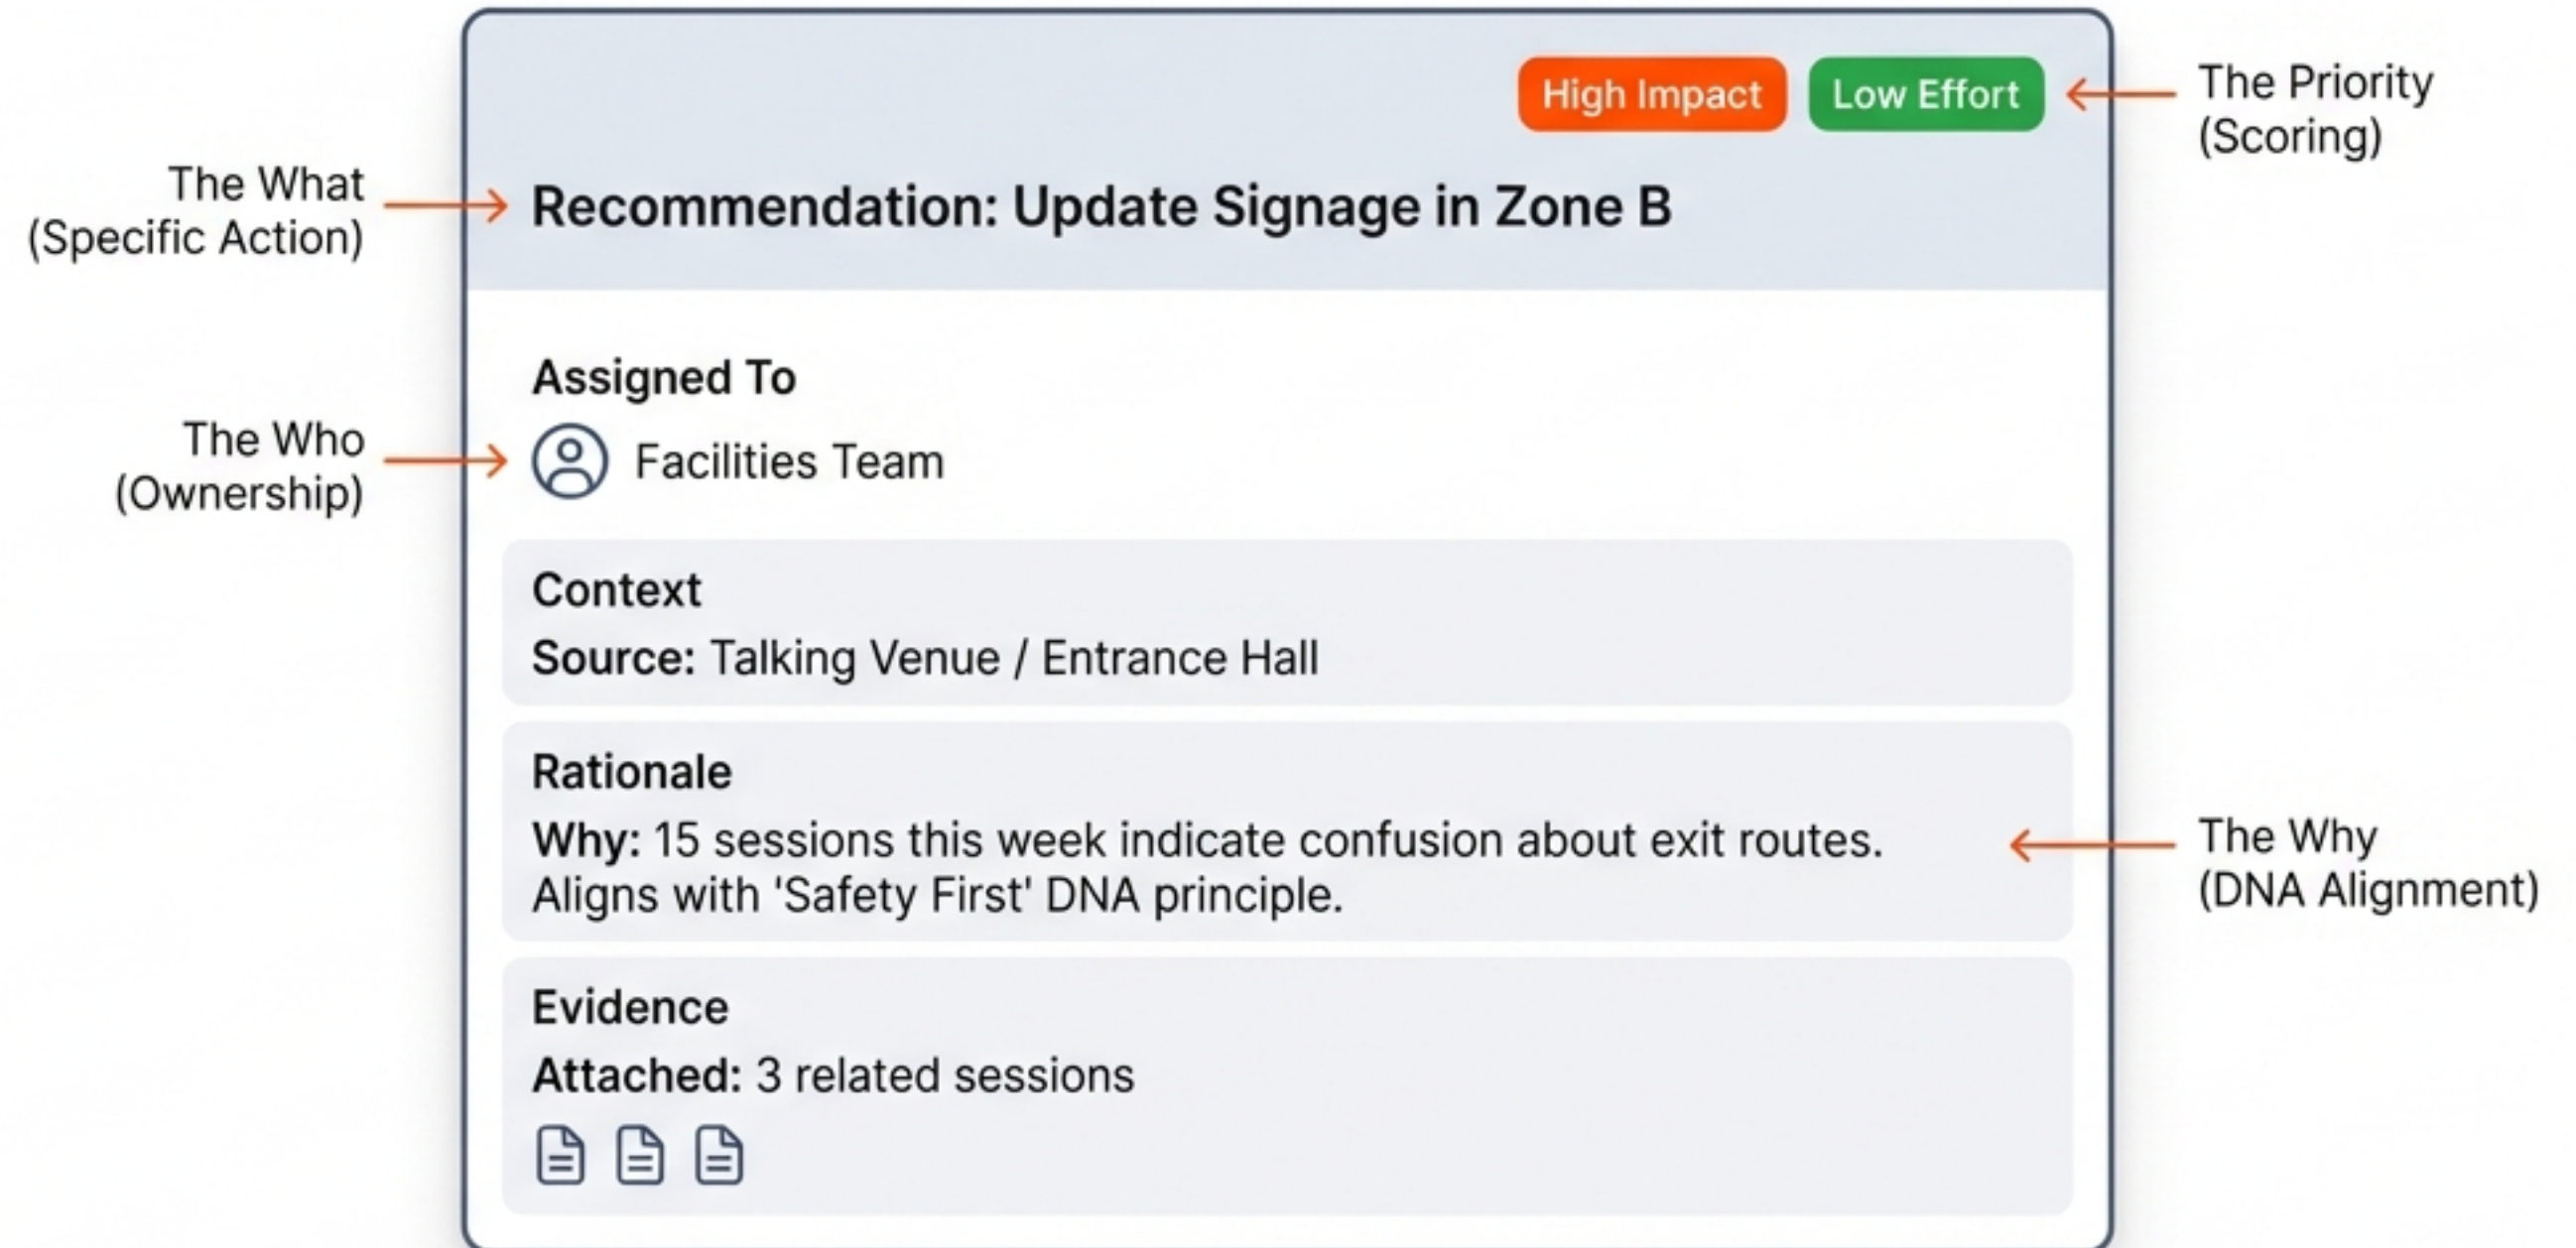 High Impact
Low Effort
The Priority
(Scoring)
The What
(Specific Action)
Recommendation: Update Signage in Zone B
Assigned To
The Who
(Ownership)
Facilities Team
Context
Source: Talking Venue / Entrance Hall
Rationale
Why: 15 sessions this week indicate confusion about exit routes.
Aligns with 'Safety First' DNA principle.
The Why
(DNA Alignment)
Evidence
Attached: 3 related sessions